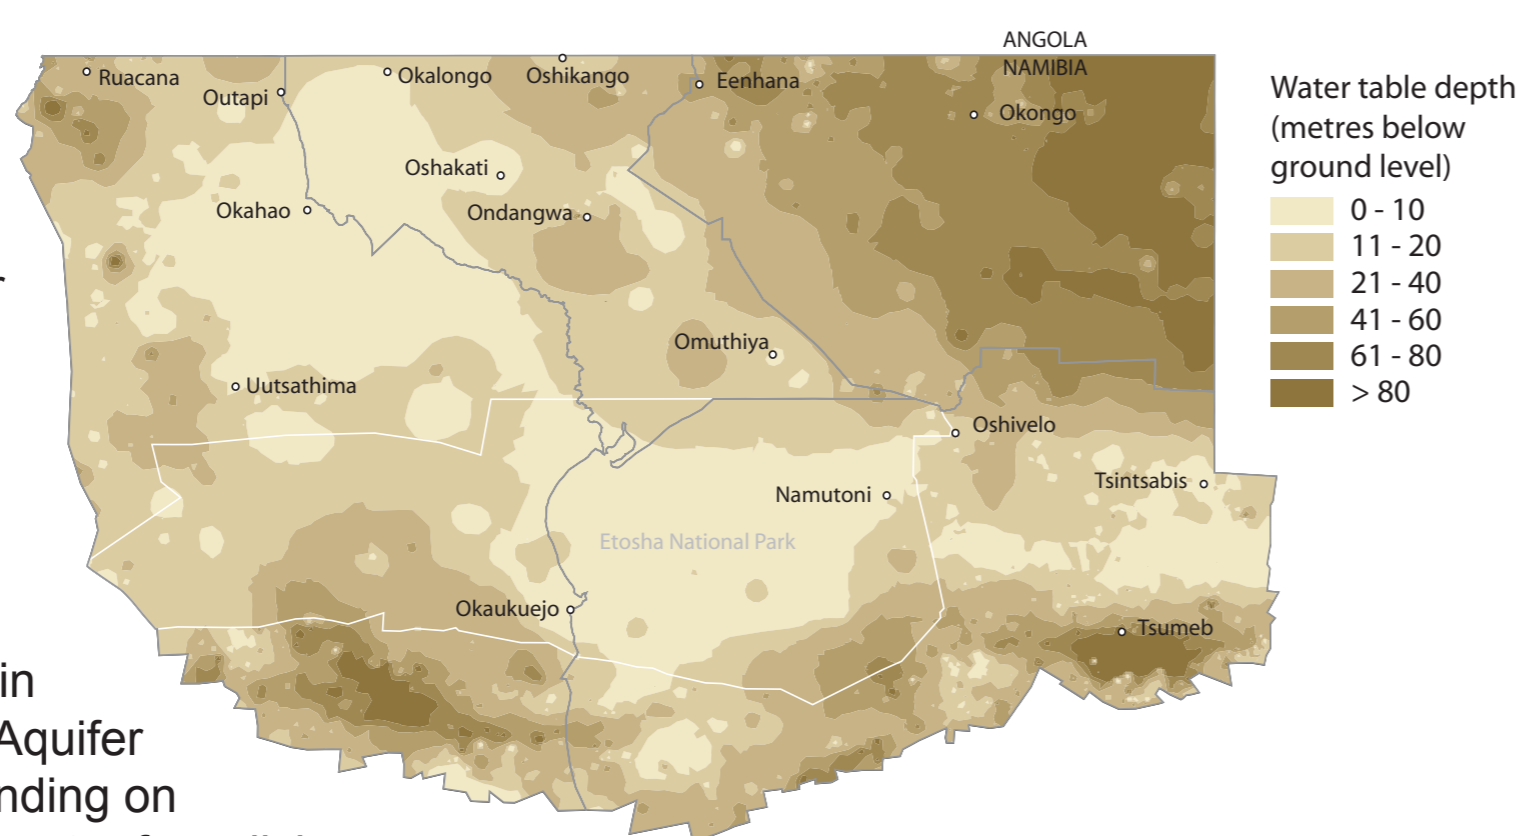 ANGOLA
NAMIBIA
Ruacana
Outapi
Okalongo
Oshikango
Eenhana
Okongo
Oshakati
Okahao
Ondangwa
Omuthiya
Uutsathima
Oshivelo
Tsintsabis
Namutoni
Etosha National Park
Okaukuejo
Tsumeb
Water table depth
(metres below
ground level)
0 - 10
11 - 20
21 - 40
41 - 60
61 - 80
> 80
in
Aquifer
nding on